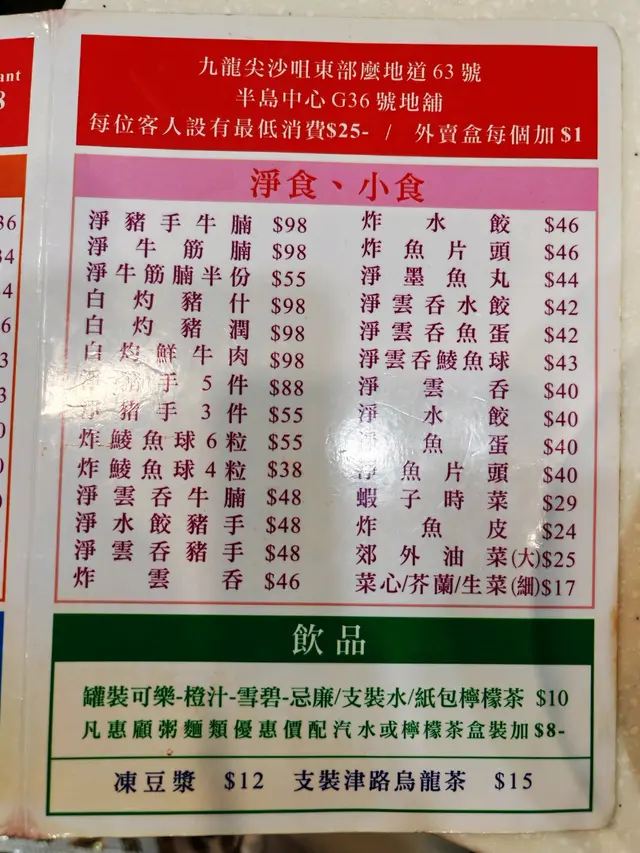 九龍尖沙咀東部麼地道63號
半島中心G36號地舖
每位客人設有最低消費$25- / 外賣盒每個加$1
淨食、小食
淨豬手牛腩 $98
淨牛筋腩 $98
淨牛筋腩半份 $55
白灼豬什 $98
白灼豬潤 $98
白灼鮮牛肉 $98
手5件 $88
豬手3件 $55
炸鯪魚球6粒 $55
炸鯪魚球4粒 $38
淨雲吞牛腩 $48
淨水餃豬手 $48
淨雲吞豬手 $48
炸雲吞 $46
炸水餃 $46
炸魚片頭 $46
淨墨魚丸 $44
淨雲吞水餃 $42
淨雲吞魚蛋 $42
淨雲吞鯪魚球 $43
淨雲吞 $40
淨水餃 $40
魚蛋 $40
淨魚片頭 $40
蝦子時菜 $29
炸魚皮 $24
郊外油菜(大)$25
菜心/芥蘭/生菜(細)$17
飲品
罐裝可樂-橙汁-雪碧-忌廉/支裝水/紙包檸檬茶 $10
凡惠顧粥麵類優惠價配汽水或檸檬茶盒裝加$8-
凍豆漿 $12 支裝津路烏龍茶 $15